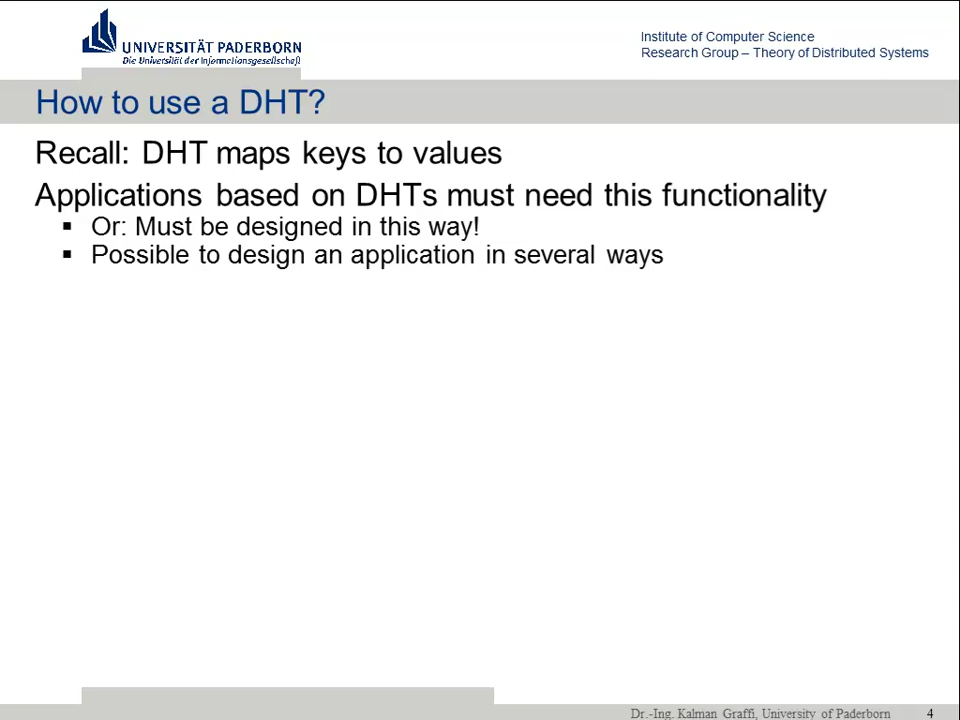 UNIVERSITÄT PADERBORN
Die Universität der Informationsgesellschaft
Institute of Computer Science
Research Group – Theory of Distributed Systems
How to use a DHT?
Recall: DHT maps keys to values
Applications based on DHTs must need this functionality
▪ Or: Must be designed in this way!
▪ Possible to design an application in several ways
Dr.-Ing. Kalman Graffi, University of Paderborn 4